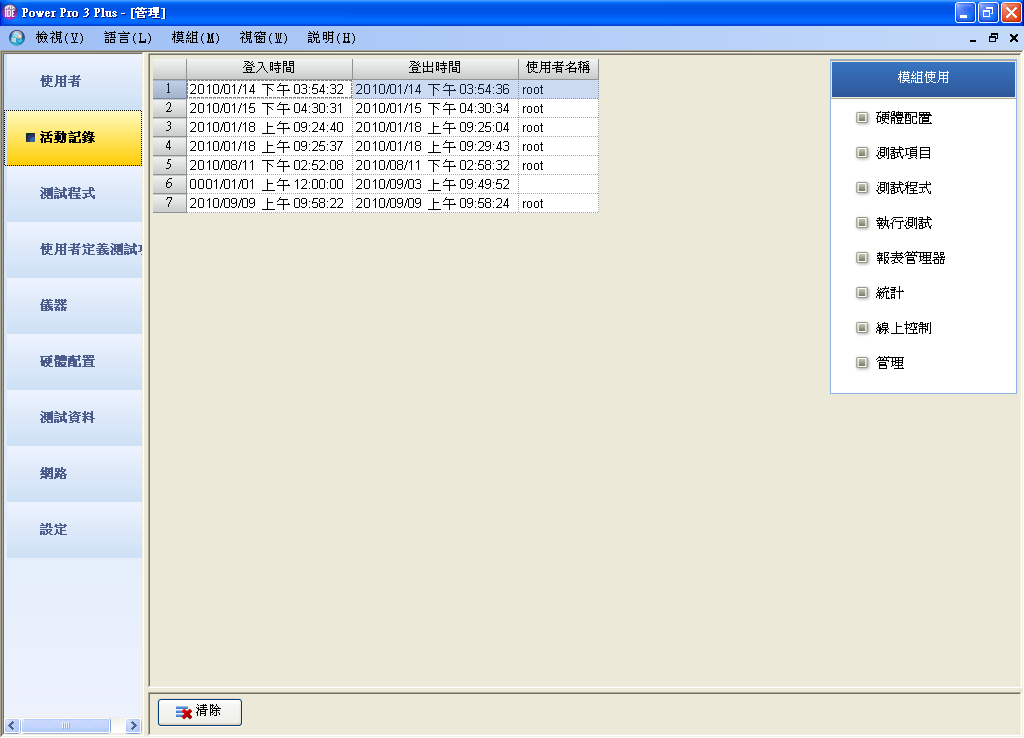 IDE Power Pro 3 Plus - [管理]
檢視(V) 語言(L) 模組(M) 視窗(W) 說明(H)
使用者
活動記錄
測試程式
使用者定義測試
儀器
硬體配置
測試資料
網路
設定
登入時間 登出時間 使用者名稱
1 2010/01/14 下午 03:54:32 2010/01/14 下午 03:54:36 root
2 2010/01/15 下午 04:30:31 2010/01/15 下午 04:30:34 root
3 2010/01/18 上午 09:24:40 2010/01/18 上午 09:25:04 root
4 2010/01/18 上午 09:25:37 2010/01/18 上午 09:29:43 root
5 2010/08/11 下午 02:52:08 2010/08/11 下午 02:58:32 root
6 0001/01/01 上午 12:00:00 2010/09/03 上午 09:49:52
7 2010/09/09 上午 09:58:22 2010/09/09 上午 09:58:24 root
模組使用
硬體配置
測試項目
測試程式
執行測試
報表管理器
統計
線上控制
管理
清除